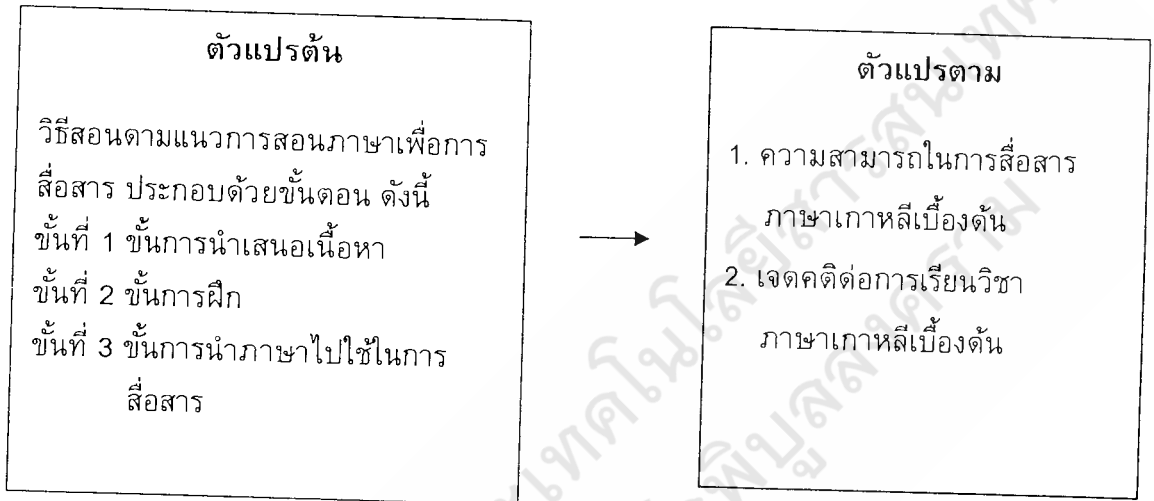 ตัวแปรต้น
วิธีสอนตามแนวการสอนภาษาเพื่อการ
สื่อสาร ประกอบด้วยขั้นตอน ดังนี้
ขั้นที่ 1 ขั้นการนำเสนอเนื้อหา
ขั้นที่ 2 ขั้นการฝึก
ขั้นที่ 3 ขั้นการนำภาษาไปใช้ในการ
สื่อสาร
ตัวแปรตาม
1. ความสามารถในการสื่อสาร
ภาษาเกาหลีเบื้องต้น
2. เจตคติต่อการเรียนวิชา
ภาษาเกาหลีเบื้องต้น